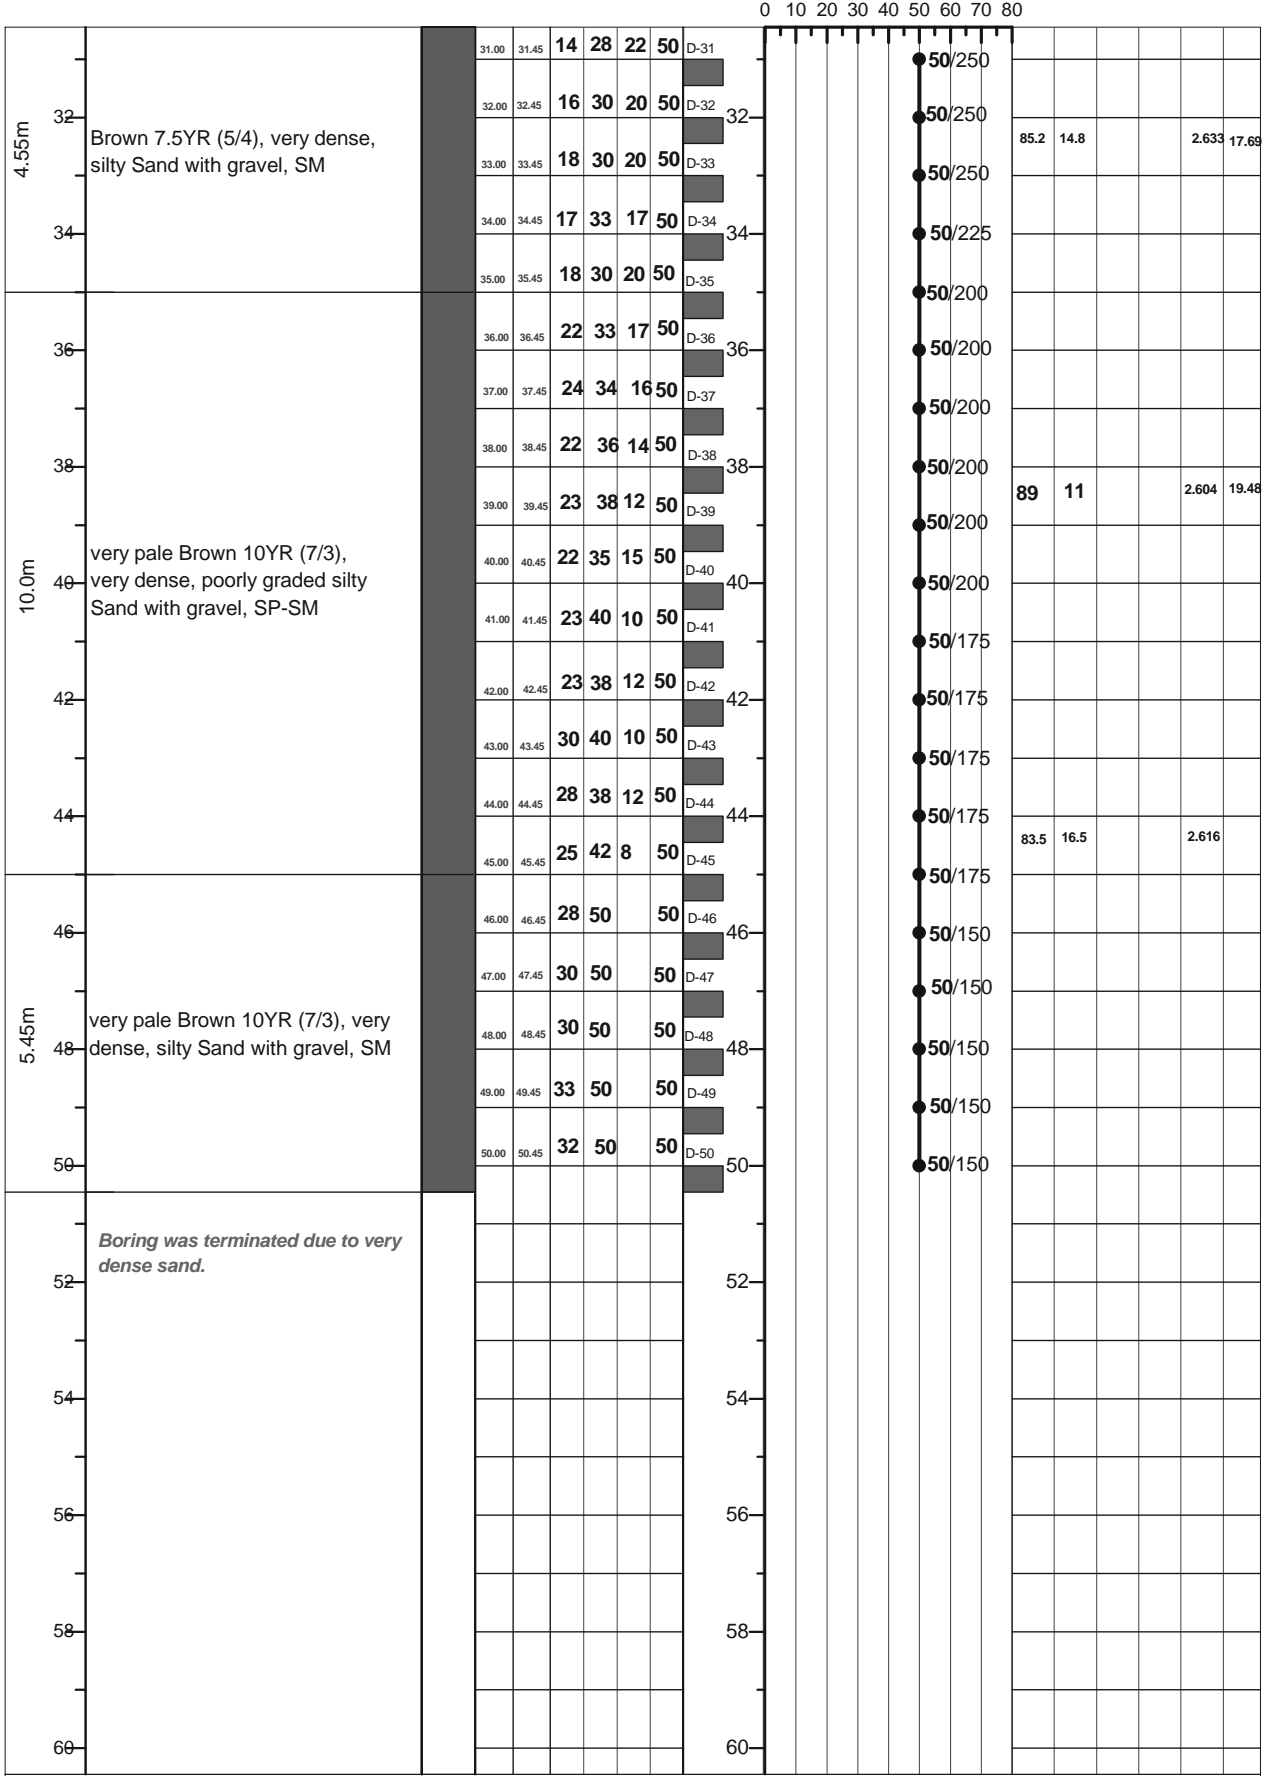 0 10 20 30 40 50 60 70 80
31.00 31.45 14 28 22 50 D-31 50/250
32.00 32.45 16 30 20 50 D-32 50/250
32 32
4.55m
Brown 7.5YR (5/4), very dense,
silty Sand with gravel, SM
85.2 14.8 2.633 17.69
33.00 33.45 18 30 20 50 D-33 50/250
34.00 34.45 17 33 17 50 D-34
34 34 50/225
35.00 35.45 18 30 20 50 D-35 50/200
36.00 36.45 22 33 17 50 D-36
36 36 50/200
37.00 37.45 24 34 16 50 D-37 50/200
38.00 38.45 22 36 14 50 D-38
38 38 50/200
89 11 2.604 19.48
39.00 39.45 23 38 12 50 D-39 50/200
10.0m
very pale Brown 10YR (7/3),
very dense, poorly graded silty
Sand with gravel, SP-SM
40.00 40.45 22 35 15 50 D-40
40 40 50/200
41.00 41.45 23 40 10 50 D-41 50/175
42.00 42.45 23 38 12 50 D-42
42 42 50/175
43.00 43.45 30 40 10 50 D-43 50/175
44.00 44.45 28 38 12 50 D-44
44 44 50/175
83.5 16.5 2.616
45.00 45.45 25 42 8 50 D-45 50/175
46.00 46.45 28 50 50 D-46
46 46 50/150
47.00 47.45 30 50 50 D-47 50/150
5.45m
very pale Brown 10YR (7/3), very
dense, silty Sand with gravel, SM
48.00 48.45 30 50 50 D-48
48 48 50/150
49.00 49.45 33 50 50 D-49 50/150
50.00 50.45 32 50 50 D-50
50 50 50/150
Boring was terminated due to very
dense sand.
52 52
54 54
56 56
58 58
60 60